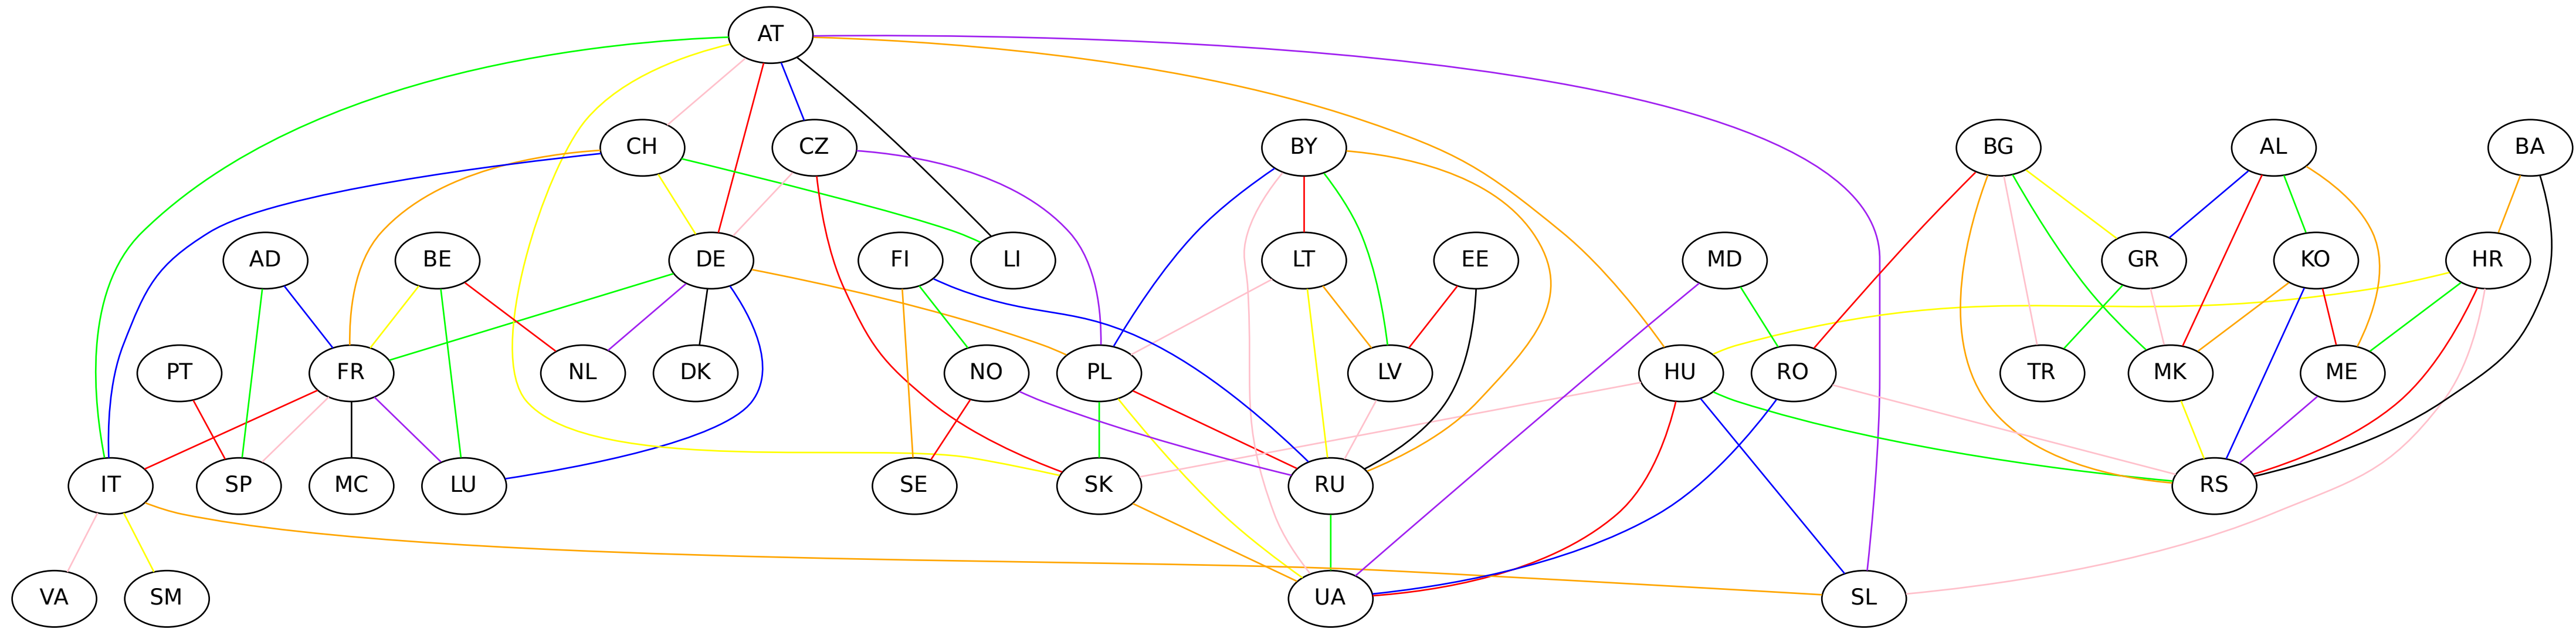 AT
CH
CZ
BY
BG
AL
BA
AD
BE
DE
FI
LI
LT
EE
MD
GR
KO
HR
PT
FR
NL
DK
NO
PL
LV
HU
RO
TR
MK
ME
IT
SP
MC
LU
SE
SK
RU
RS
VA
SM
UA
SL